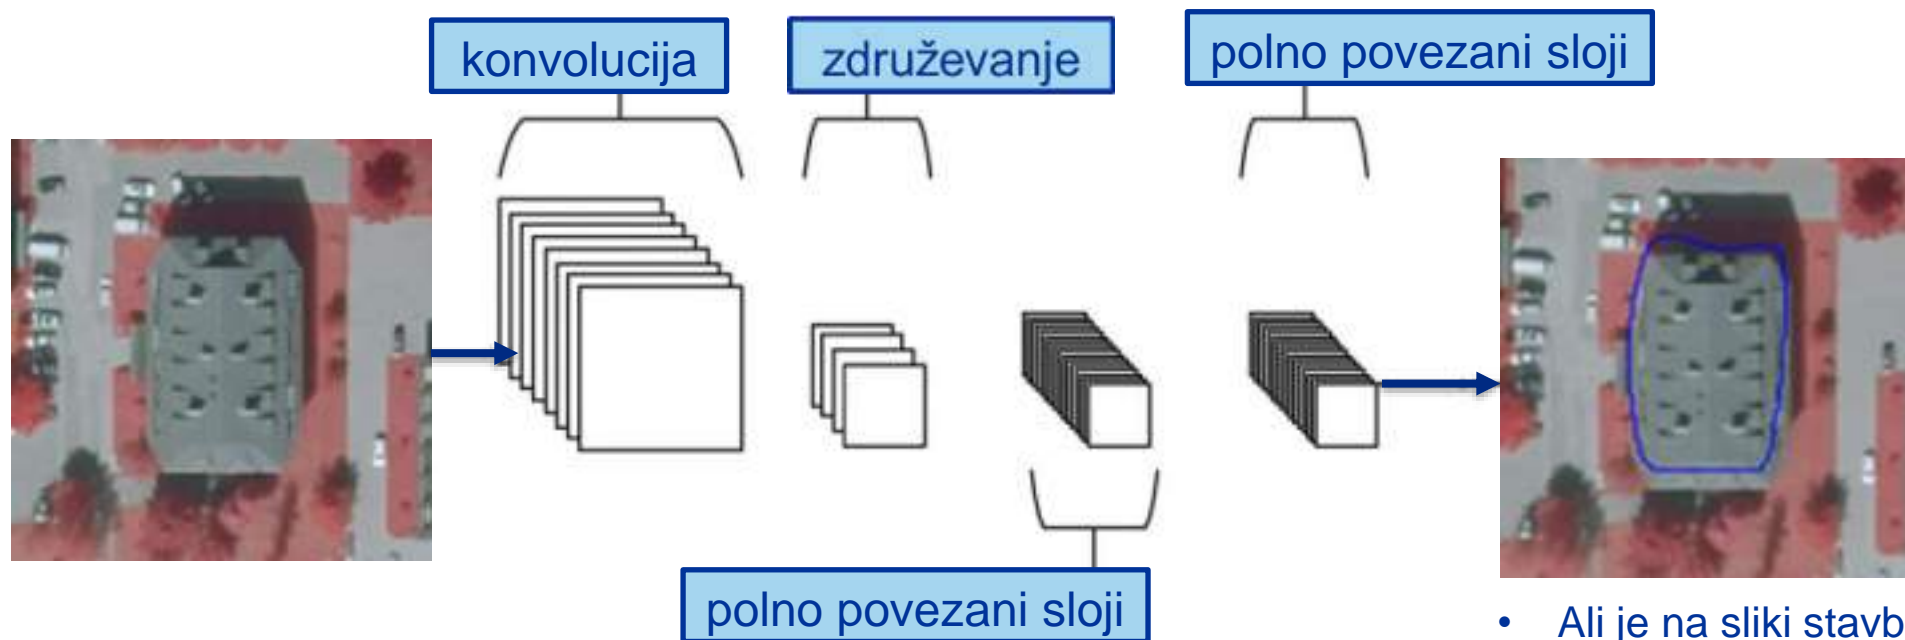 konvolucija
združevanje
polno povezani sloji
polno povezani sloji
• Ali je na sliki stavb